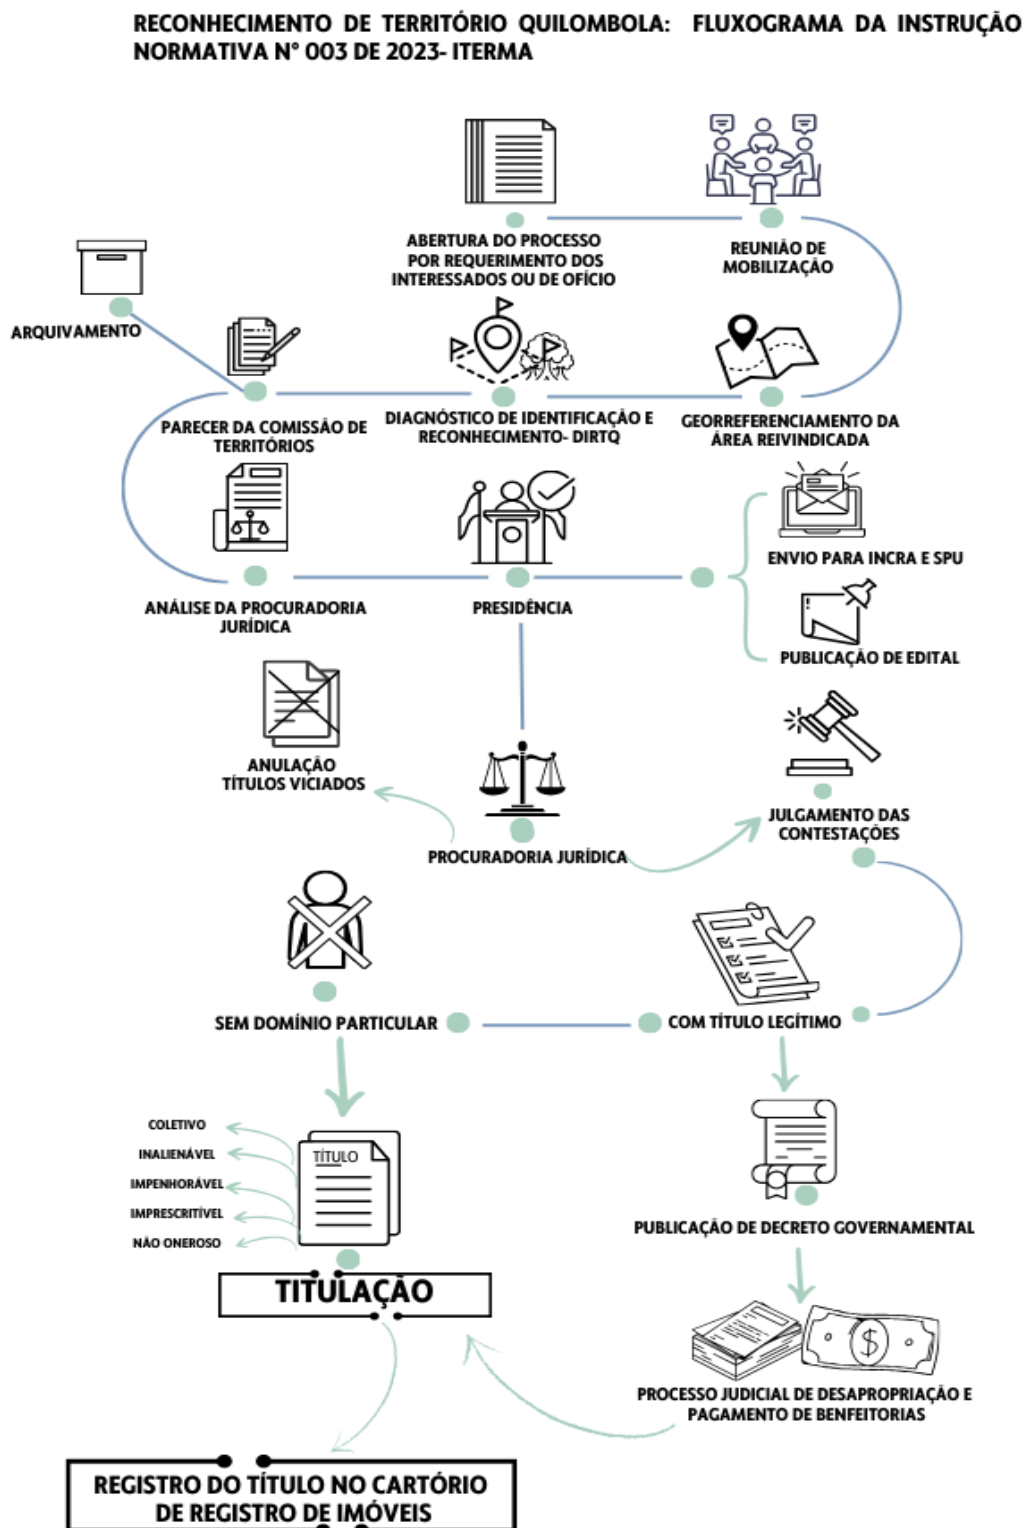 RECONHECIMENTO DE TERRITÓRIO QUILOMBOLA: FLUXOGRAMA DA INSTRUÇÃO
NORMATIVA N° 003 DE 2023- ITERMA
ABERTURA DO PROCESSO
POR REQUERIMENTO DOS
INTERESSADOS OU DE OFÍCIO
REUNIÃO DE
MOBILIZAÇÃO
GEORREFERENCIAMENTO DA
ÁREA REIVINDICADA
DIAGNÓSTICO DE IDENTIFICAÇÃO E
RECONHECIMENTO- DIRTQ
PARECER DA COMISSÃO DE
TERRITÓRIOS
ARQUIVAMENTO
ANÁLISE DA PROCURADORIA
JURÍDICA
PRESIDÊNCIA
ENVIO PARA INCRA E SPU
PUBLICAÇÃO DE EDITAL
PROCURADORIA JURÍDICA
ANULAÇÃO
TÍTULOS VICIADOS
JULGAMENTO DAS
CONTESTAÇÕES
COM TÍTULO LEGÍTIMO
SEM DOMÍNIO PARTICULAR
PUBLICAÇÃO DE DECRETO GOVERNAMENTAL
$
PROCESSO JUDICIAL DE DESAPROPRIAÇÃO E
PAGAMENTO DE BENFEITORIAS
TÍTULO
COLETIVO
INALIENÁVEL
IMPENHORÁVEL
IMPRESCRITÍVEL
NÃO ONEROSO
TITULAÇÃO
REGISTRO DO TÍTULO NO CARTÓRIO
DE REGISTRO DE IMÓVEIS